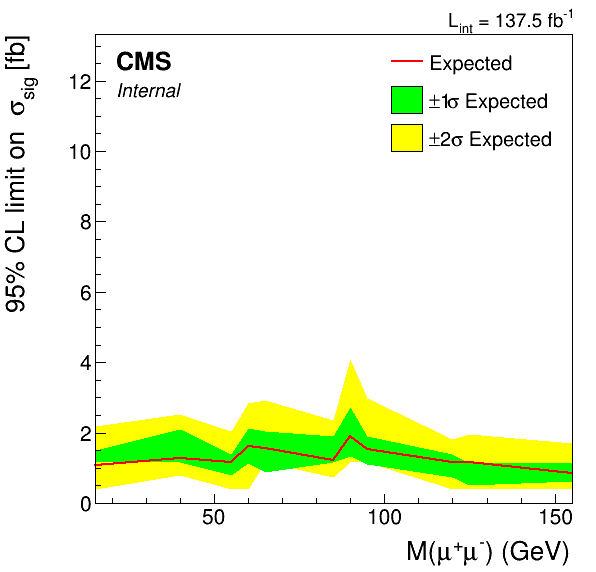 L_int = 137.5 fb⁻¹
95% CL limit on σ_sig [fb]
CMS
Internal
Expected
±1σ Expected
±2σ Expected
12
10
8
6
4
2
0
50 100 150
M(μ⁺μ⁻) (GeV)